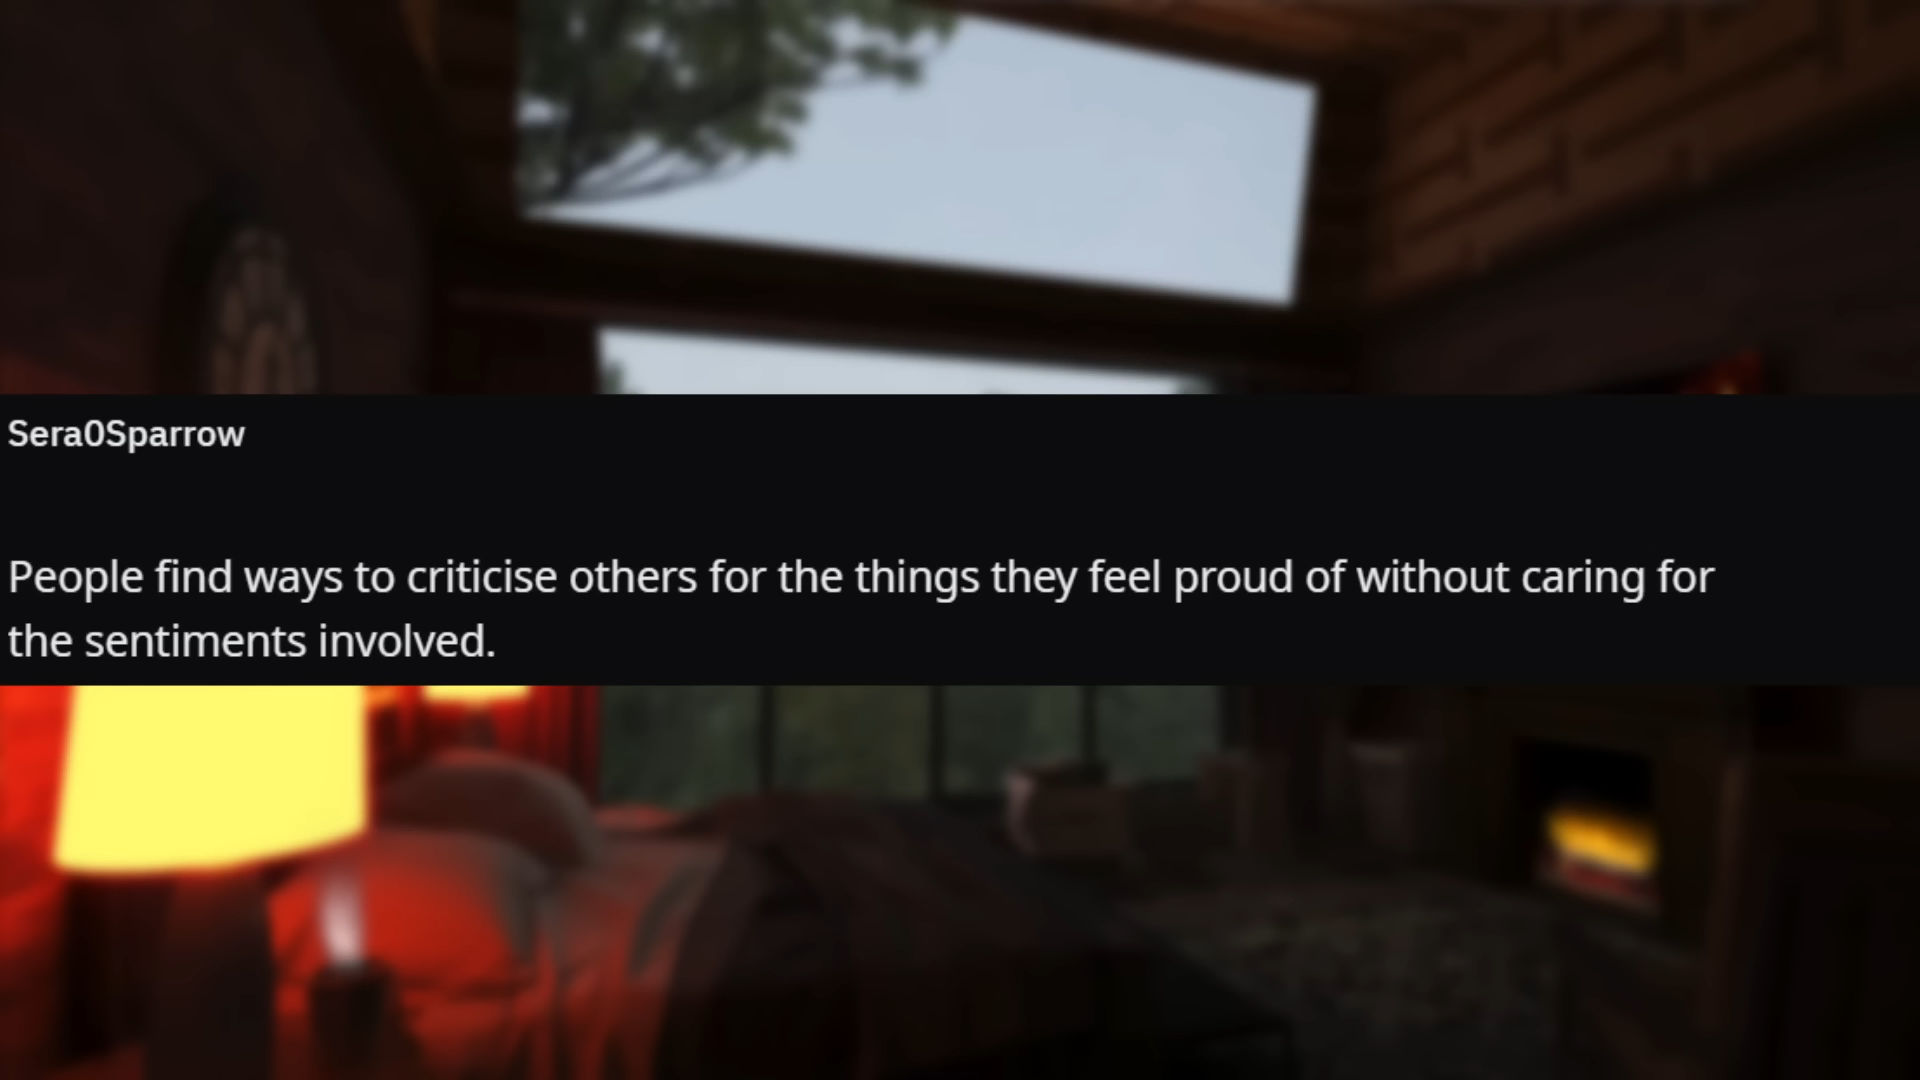 Sera0Sparrow
People find ways to criticise others for the things they feel proud of without caring for
the sentiments involved.